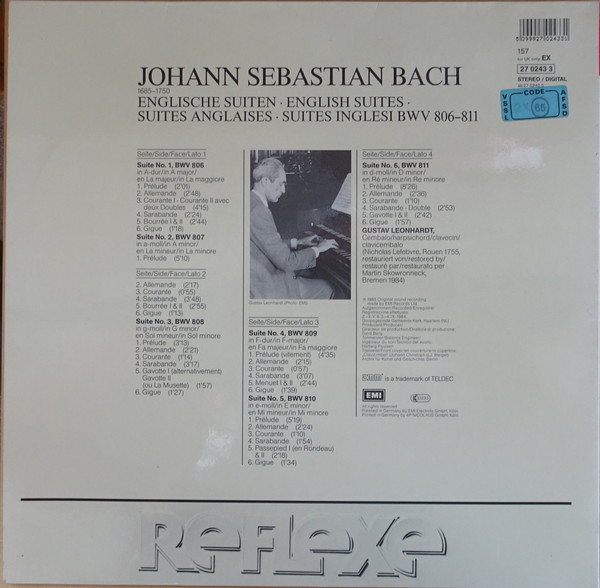 5099927024331
157
for UK only: EX
27 0243 3
STEREO / DIGITAL
VSSL
CODE
65
AFSD
JOHANN SEBASTIAN BACH
1685-1750
ENGLISCHE SUITEN · ENGLISH SUITES ·
SUITES ANGLAISES · SUITES INGLESI BWV 806-811
Seite/Side/Face/Lato 1
Suite No. 1, BWV 806
in A-dur/in A major/
en La majeur/in La maggiore
1. Prélude (2'01)
2. Allemande (2'48)
3. Courante I · Courante II avec
deux Doubles (4'15)
4. Sarabande (2'24)
5. Bourrée I & II (2'44)
6. Gigue (1'18)
Suite No. 2, BWV 807
in a-moll/in A minor/
en La mineur/in La minore
1. Prélude (5'10)
Seite/Side/Face/Lato 2
2. Allemande (2'17)
3. Courante (0'55)
4. Sarabande (3'48)
5. Bourrée I & II (2'55)
6. Gigue (1'13)
Suite No. 3, BWV 808
in g-moll/in G minor/
en Sol mineur/in Sol minore
1. Prélude (3'13)
2. Allemande (2'21)
3. Courante (1'14)
4. Sarabande (3'17)
5. Gavotte I (alternativement)
Gavotte II
(ou La Musette) (1'57)
6. Gigue (1'27)
Gustav Leonhardt (Photo: EMI)
Seite/Side/Face/Lato 3
Suite No. 4, BWV 809
in F-dur/in F-major/
en Fa majeur/in Fa maggiore
1. Prélude (vitement) (4'35)
2. Allemande (2'15)
3. Courante (0'57)
4. Sarabande (3'07)
5. Menuet I & II (2'44)
6. Gigue (1'39)
Suite No. 5, BWV 810
in e-moll/in E minor/
en Mi mineur/in Mi minore
1. Prélude (5'19)
2. Allemande (2'24)
3. Courante (1'10)
4. Sarabande (1'54)
5. Passepied I (en Rondeau)
& II (2'18)
6. Gigue (1'34)
Seite/Side/Face/Lato 4
Suite No. 6, BWV 811
in d-moll/in D minor/
en Ré mineur/in Re minore
1. Prélude (8'26)
2. Allemande (2'36)
3. Courante (1'10)
4. Sarabande · Double (2'53)
5. Gavotte I & II (2'42)
6. Gigue (1'57)
GUSTAV LEONHARDT,
Cembalo/harpsichord/clavecin/
clavicembalo
(Nicholas Lefebvre, Rouen 1755,
restauriert von/restored by/
restauré par/restaurato per
Martin Skowronneck,
Bremen 1984)
is a trademark of TELDEC
EMI
All rights reserved.
Reflexe